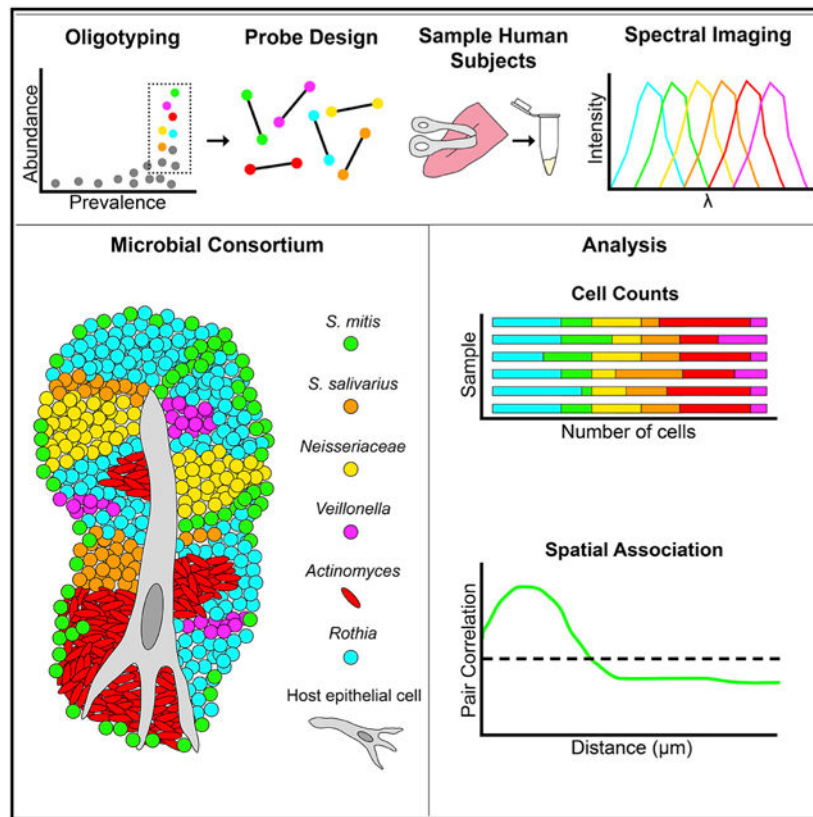 Oligotyping
Probe Design
Sample Human
Subjects
Spectral Imaging
Abundance
Prevalence
Intensity
λ
Microbial Consortium
S. mitis
S. salivarius
Neisseriaceae
Veillonella
Actinomyces
Rothia
Host epithelial cell
Analysis
Cell Counts
Sample
Number of cells
Spatial Association
Pair Correlation
Distance (µm)